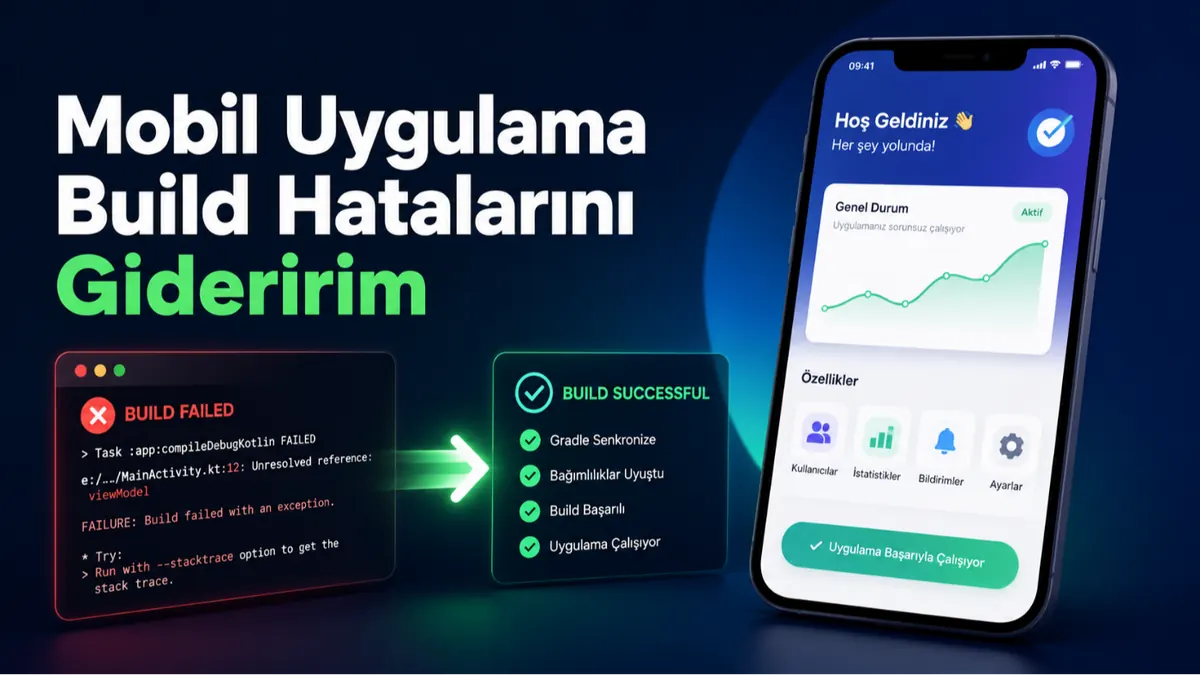 Mobil Uygulama
Build Hatalarını
Gideririm
BUILD FAILED
> Task :app:compileDebugKotlin FAILED
e:/../MainActivity.kt:12: Unresolved reference:
viewModel
FAILURE: Build failed with an exception.
* Try:
> Run with --stacktrace option to get the
stack trace.
BUILD SUCCESSFUL
Gradle Senkronize
Bağımlılıklar Uyuştu
Build Başarılı
Uygulama Çalışıyor
09:41
Hoş Geldiniz 👋
Her şey yolunda!
Genel Durum
Aktif
Uygulamanız sorunsuz çalışıyor
Özellikler
Kullanıcılar
İstatistikler
Bildirimler
Ayarlar
Uygulama Başarıyla Çalışıyor